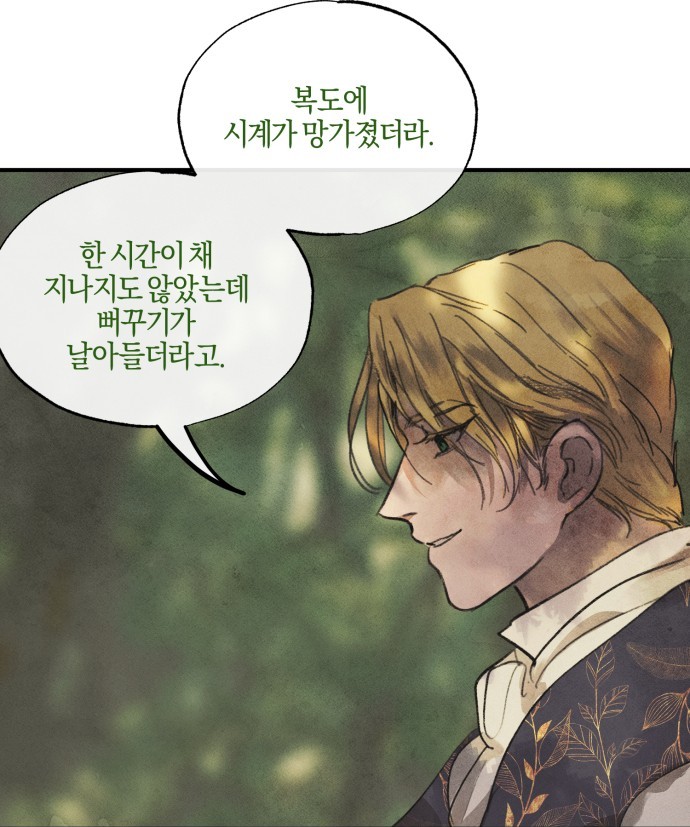 복도에
시계가 망가졌더라.
한 시간이 채
지나지도 않았는데
뻐꾸기가
날아들더라고.